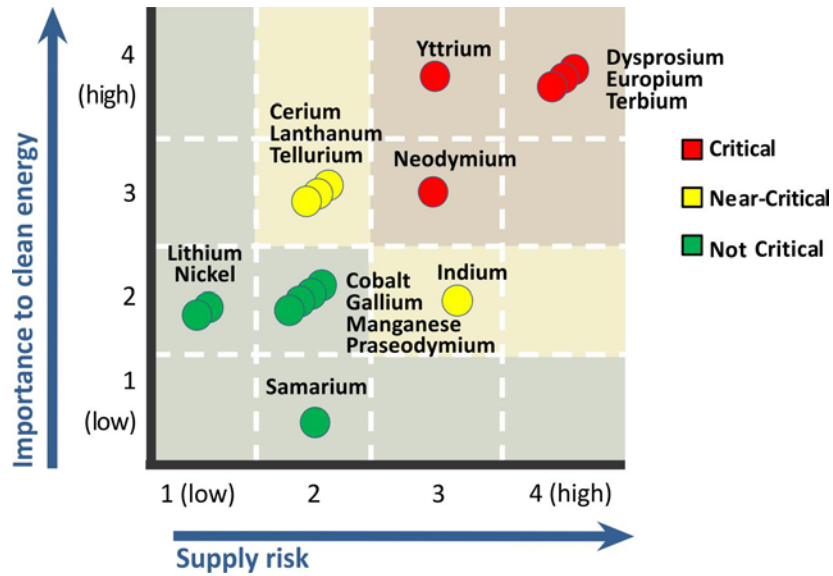 Importance to clean energy
4
(high)
3
2
1
(low)
Yttrium
Dysprosium
Europium
Terbium
Cerium
Lanthanum
Tellurium
Neodymium
Lithium
Nickel
Cobalt
Gallium
Manganese
Praseodymium
Indium
Samarium
Critical
Near-Critical
Not Critical
1 (low)
2
3
4 (high)
Supply risk